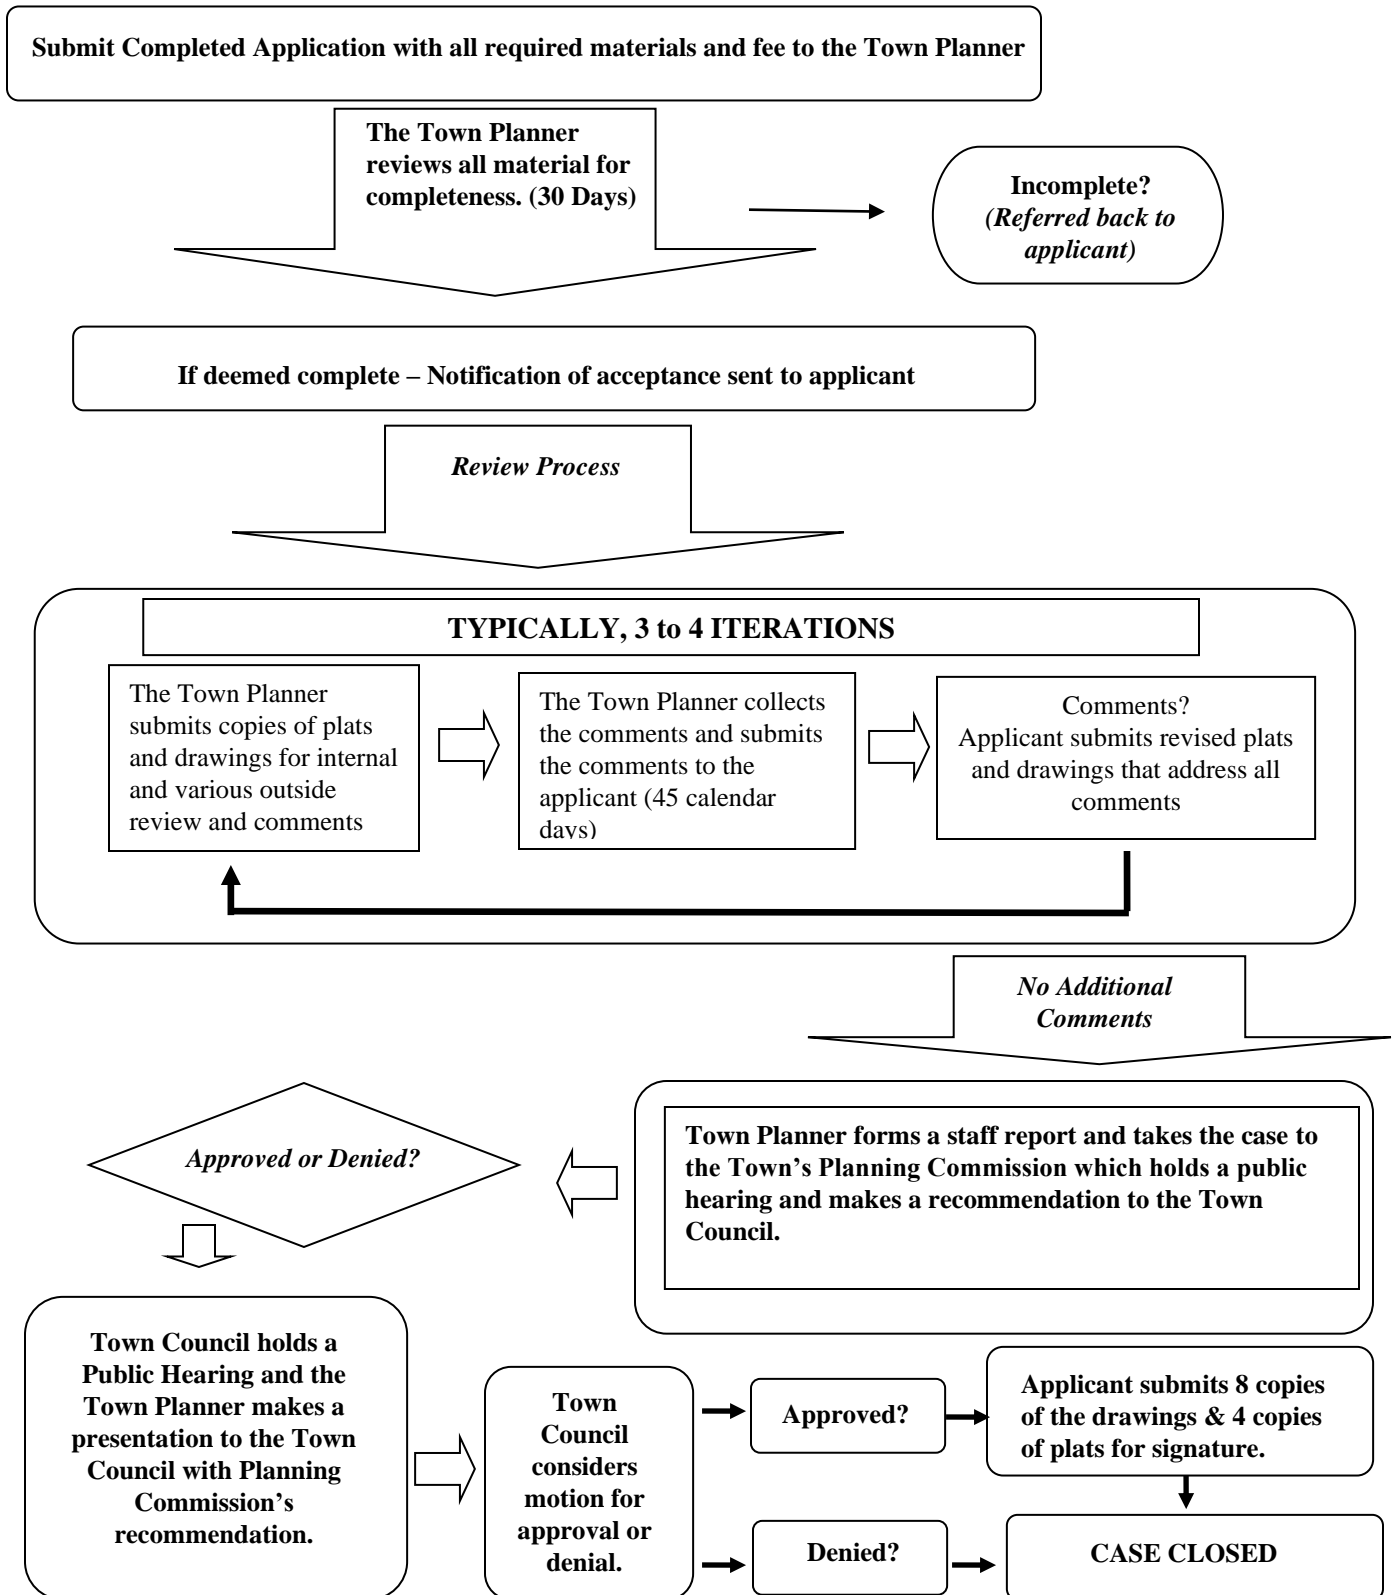 Submit Completed Application with all required materials and fee to the Town Planner
The Town Planner
reviews all material for
completeness. (30 Days)
Incomplete?
(Referred back to
applicant)
If deemed complete – Notification of acceptance sent to applicant
Review Process
TYPICALLY, 3 to 4 ITERATIONS
The Town Planner
submits copies of plats
and drawings for internal
and various outside
review and comments
The Town Planner collects
the comments and submits
the comments to the
applicant (45 calendar
days)
Comments?
Applicant submits revised plats
and drawings that address all
comments
No Additional
Comments
Town Planner forms a staff report and takes the case to
the Town’s Planning Commission which holds a public
hearing and makes a recommendation to the Town
Council.
Approved or Denied?
Town Council holds a
Public Hearing and the
Town Planner makes a
presentation to the Town
Council with Planning
Commission’s
recommendation.
Town
Council
considers
motion for
approval or
denial.
Approved?
Applicant submits 8 copies
of the drawings & 4 copies
of plats for signature.
Denied?
CASE CLOSED